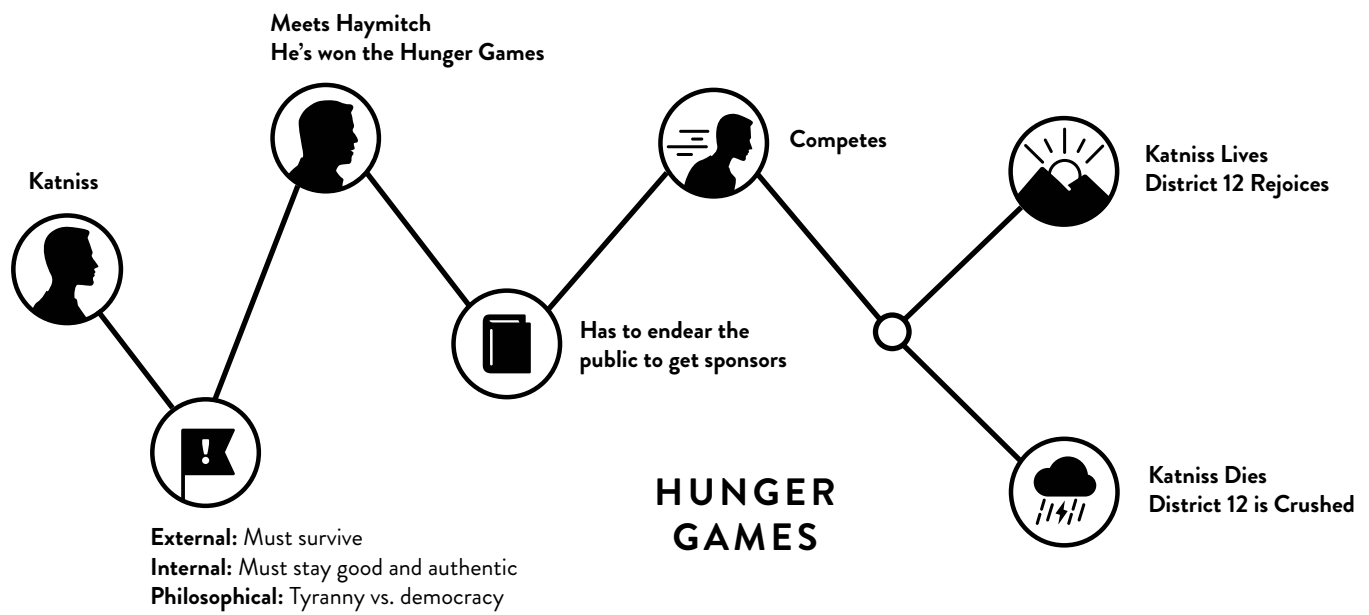 Meets Haymitch
He’s won the Hunger Games
Katniss
Competes
Katniss Lives
District 12 Rejoices
Has to endear the
public to get sponsors
HUNGER
GAMES
Katniss Dies
District 12 is Crushed
!
External: Must survive
Internal: Must stay good and authentic
Philosophical: Tyranny vs. democracy